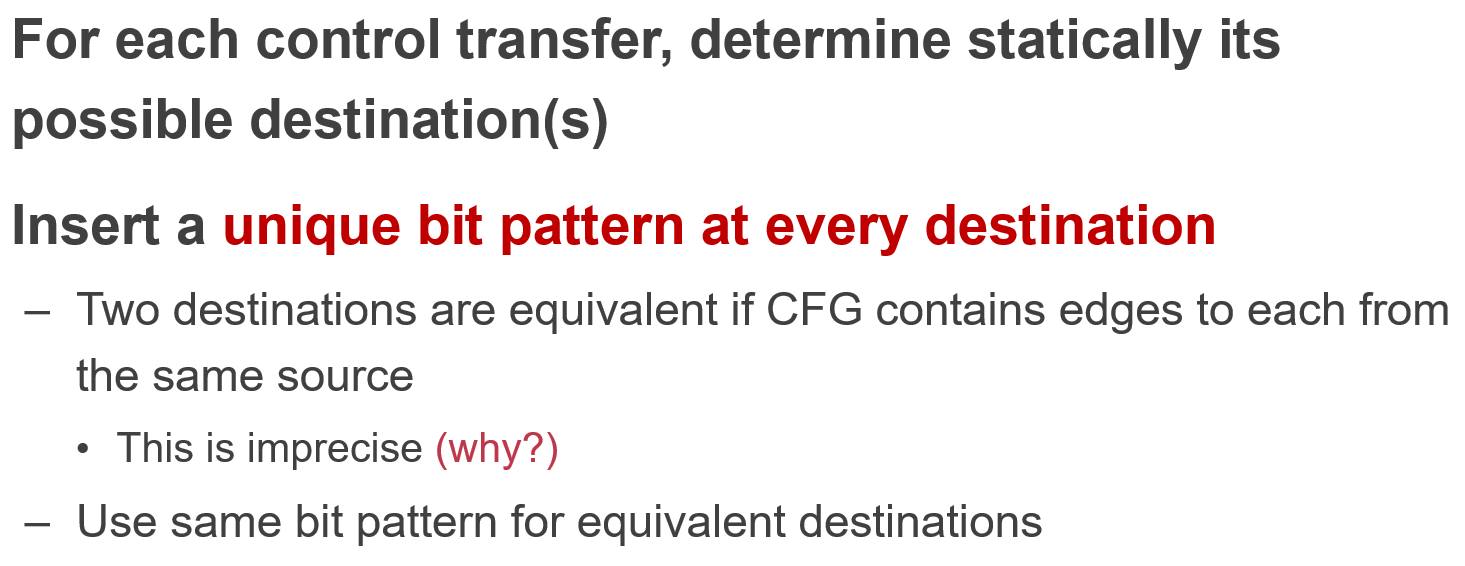 For each control transfer, determine statically its
possible destination(s)
Insert a unique bit pattern at every destination
– Two destinations are equivalent if CFG contains edges to each from
the same source
• This is imprecise (why?)
– Use same bit pattern for equivalent destinations